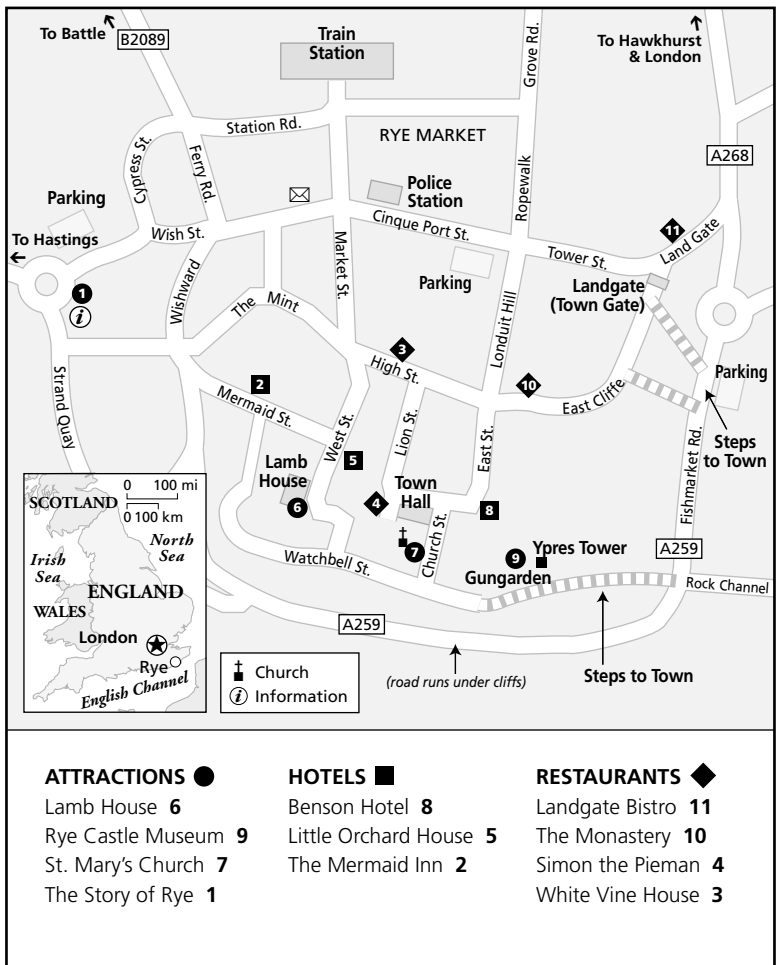 To Battle
B2089
Train
Station
Grove Rd.
To Hawkhurst
& London
Station Rd.
RYE MARKET
A268
Cypress St.
Ferry Rd.
Police
Station
Ropewalk
Parking
To Hastings
Wish St.
Cinque Port St.
11
Land Gate
Tower St.
Market St.
Wishward
Parking
Landgate
(Town Gate)
1
i
The Mint
Londuit Hill
3
High St.
10
East Cliffe
Parking
2
Mermaid St.
Strand Quay
West St.
Lion St.
East St.
Steps
to Town
Fishmarket Rd.
5
Lamb
House
6
4
Town
Hall
8
7
Church St.
9
Ypres Tower
Gungarden
A259
Watchbell St.
Rock Channel
A259
(road runs under cliffs)
Steps to Town
0 100 mi
0 100 km
SCOTLAND
North
Sea
Irish
Sea
ENGLAND
WALES
London
Rye
English Channel
Church
i Information
ATTRACTIONS
Lamb House 6
Rye Castle Museum 9
St. Mary's Church 7
The Story of Rye 1
HOTELS
Benson Hotel 8
Little Orchard House 5
The Mermaid Inn 2
RESTAURANTS
Landgate Bistro 11
The Monastery 10
Simon the Pieman 4
White Vine House 3